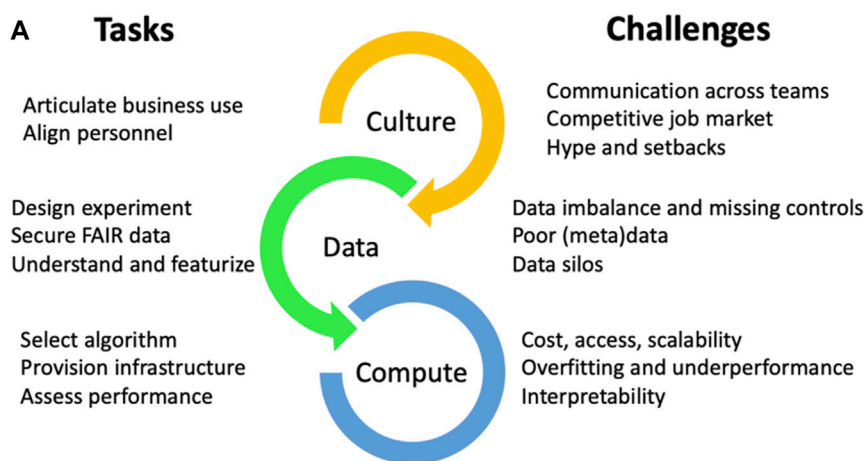 A
Tasks
Challenges
Culture
Articulate business use
Align personnel
Communication across teams
Competitive job market
Hype and setbacks
Data
Design experiment
Secure FAIR data
Understand and featurize
Data imbalance and missing controls
Poor (meta)data
Data silos
Compute
Select algorithm
Provision infrastructure
Assess performance
Cost, access, scalability
Overfitting and underperformance
Interpretability